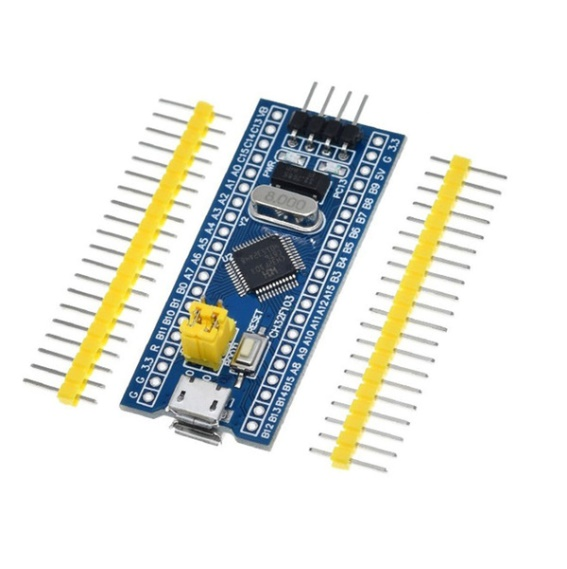 VB
C13
C14
C15
A0
A1
A2
A3
A4
A5
A6
A7
B0
B1
B10
B11
R
3.3
G
G
3.3
G
5V
B9
B8
B7
B6
B5
B4
B3
A15
A12
A11
A10
A9
A8
B15
B14
B13
B12
PWR
PC13
8.000
Y2
U2
CH32F103
RESET